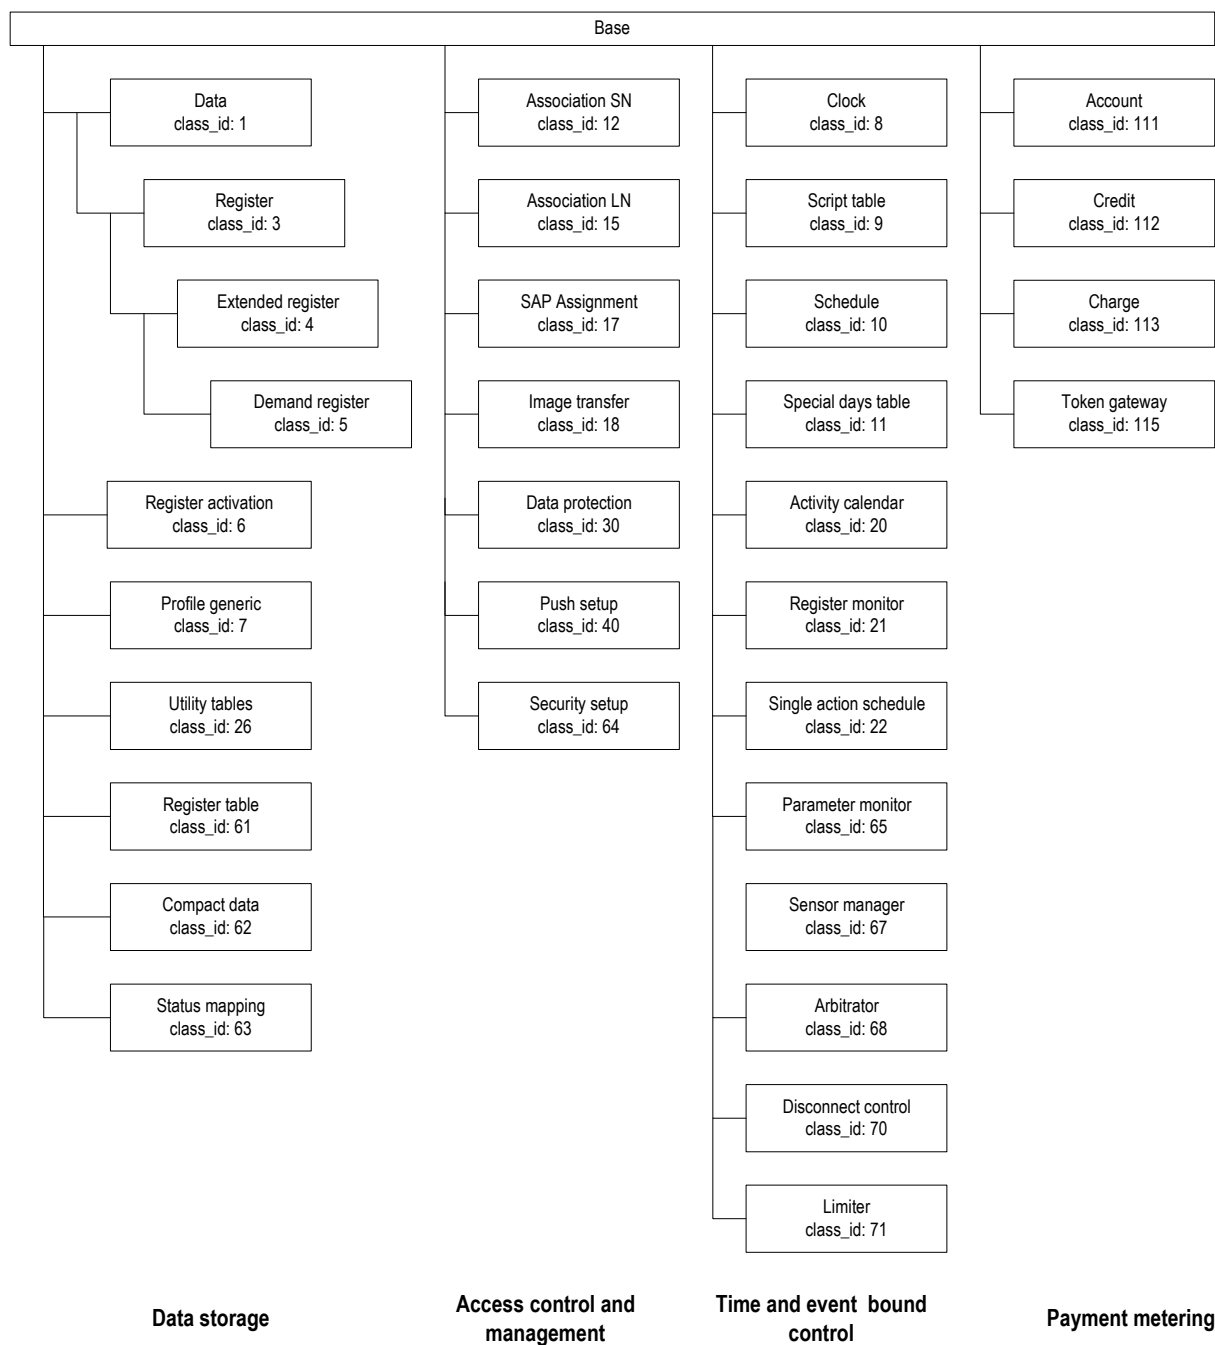 Base
Data
class_id: 1
Register
class_id: 3
Extended register
class_id: 4
Demand register
class_id: 5
Register activation
class_id: 6
Profile generic
class_id: 7
Utility tables
class_id: 26
Register table
class_id: 61
Compact data
class_id: 62
Status mapping
class_id: 63
Data storage
Association SN
class_id: 12
Association LN
class_id: 15
SAP Assignment
class_id: 17
Image transfer
class_id: 18
Data protection
class_id: 30
Push setup
class_id: 40
Security setup
class_id: 64
Access control and
management
Clock
class_id: 8
Script table
class_id: 9
Schedule
class_id: 10
Special days table
class_id: 11
Activity calendar
class_id: 20
Register monitor
class_id: 21
Single action schedule
class_id: 22
Parameter monitor
class_id: 65
Sensor manager
class_id: 67
Arbitrator
class_id: 68
Disconnect control
class_id: 70
Limiter
class_id: 71
Time and event bound
control
Account
class_id: 111
Credit
class_id: 112
Charge
class_id: 113
Token gateway
class_id: 115
Payment metering